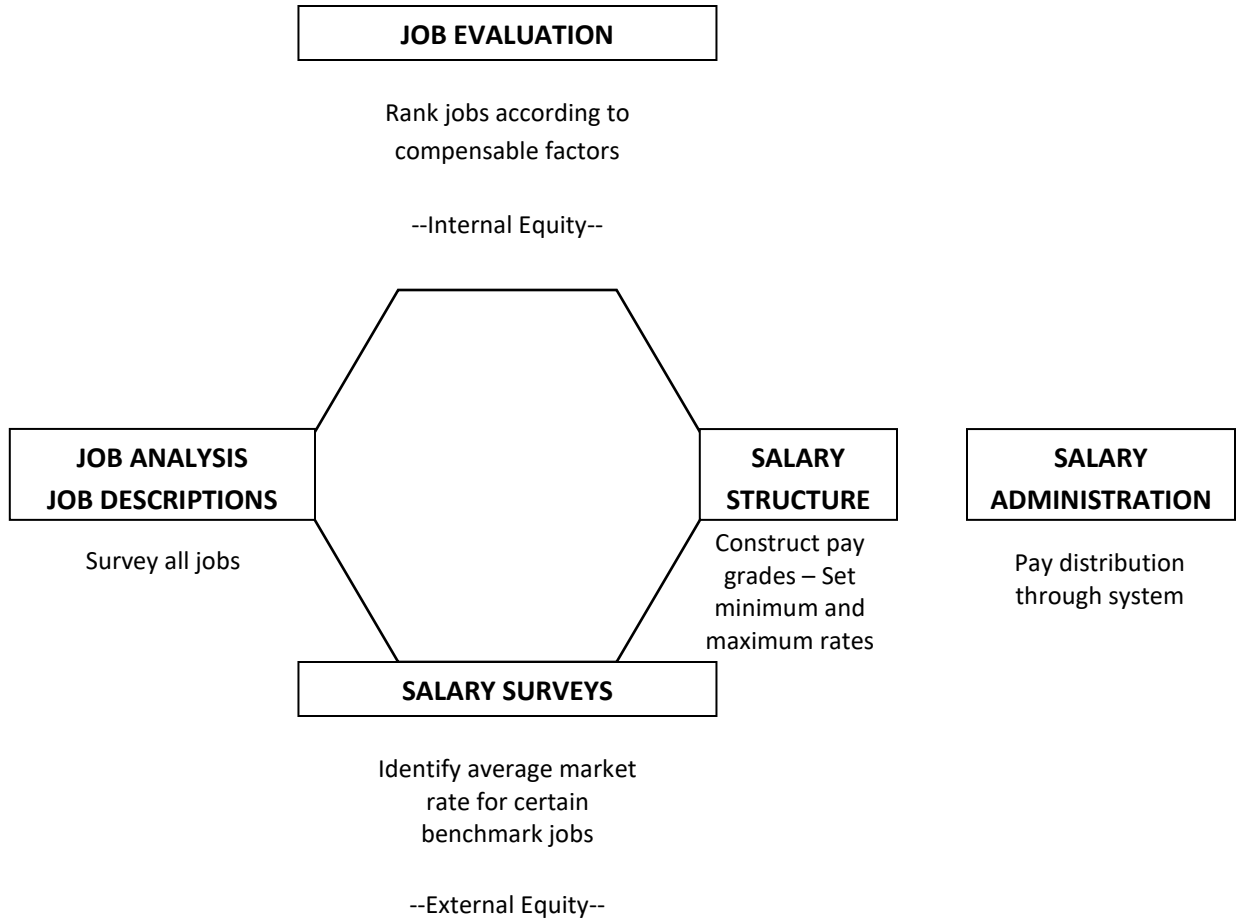 JOB EVALUATION
Rank jobs according to
compensable factors
--Internal Equity--
JOB ANALYSIS
JOB DESCRIPTIONS
Survey all jobs
SALARY
STRUCTURE
Construct pay
grades – Set
minimum and
maximum rates
SALARY
ADMINISTRATION
Pay distribution
through system
SALARY SURVEYS
Identify average market
rate for certain
benchmark jobs
--External Equity--